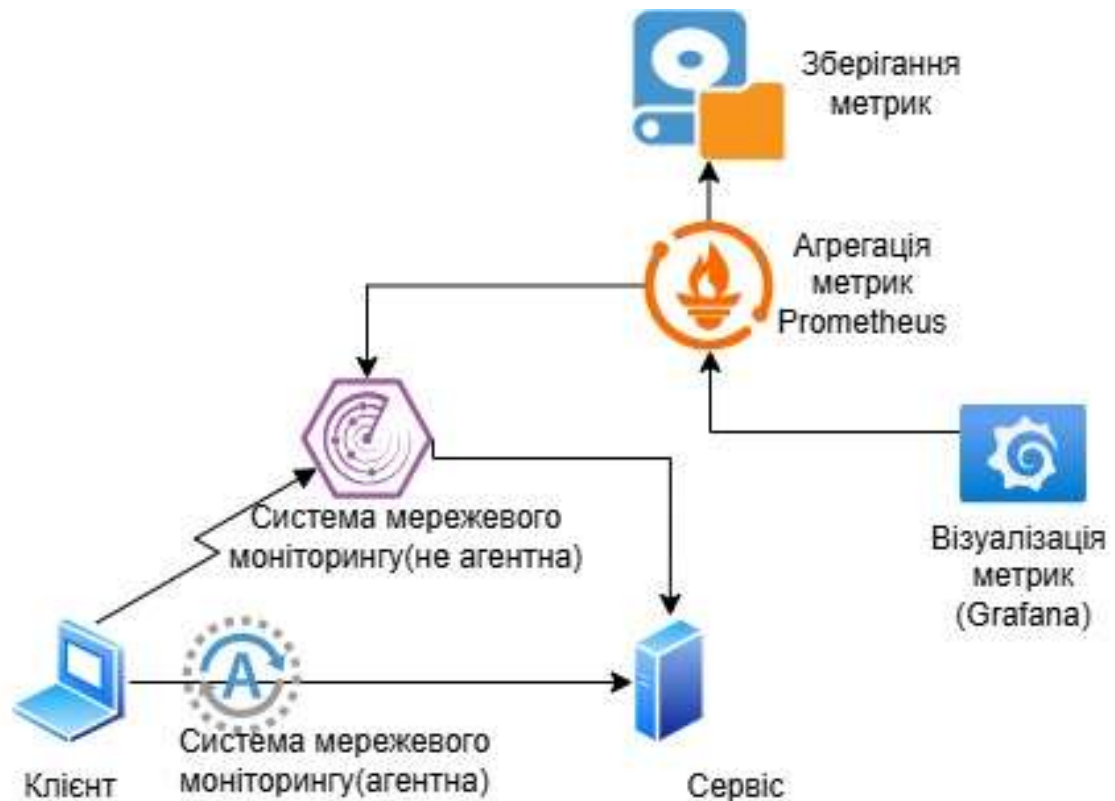 Зберігання
метрик
Агрегація
метрик
Prometheus
Система мережевого
моніторингу(не агентна)
Візуалізація
метрик
(Grafana)
A
Система мережевого
моніторингу(агентна)
Клієнт
Сервіс